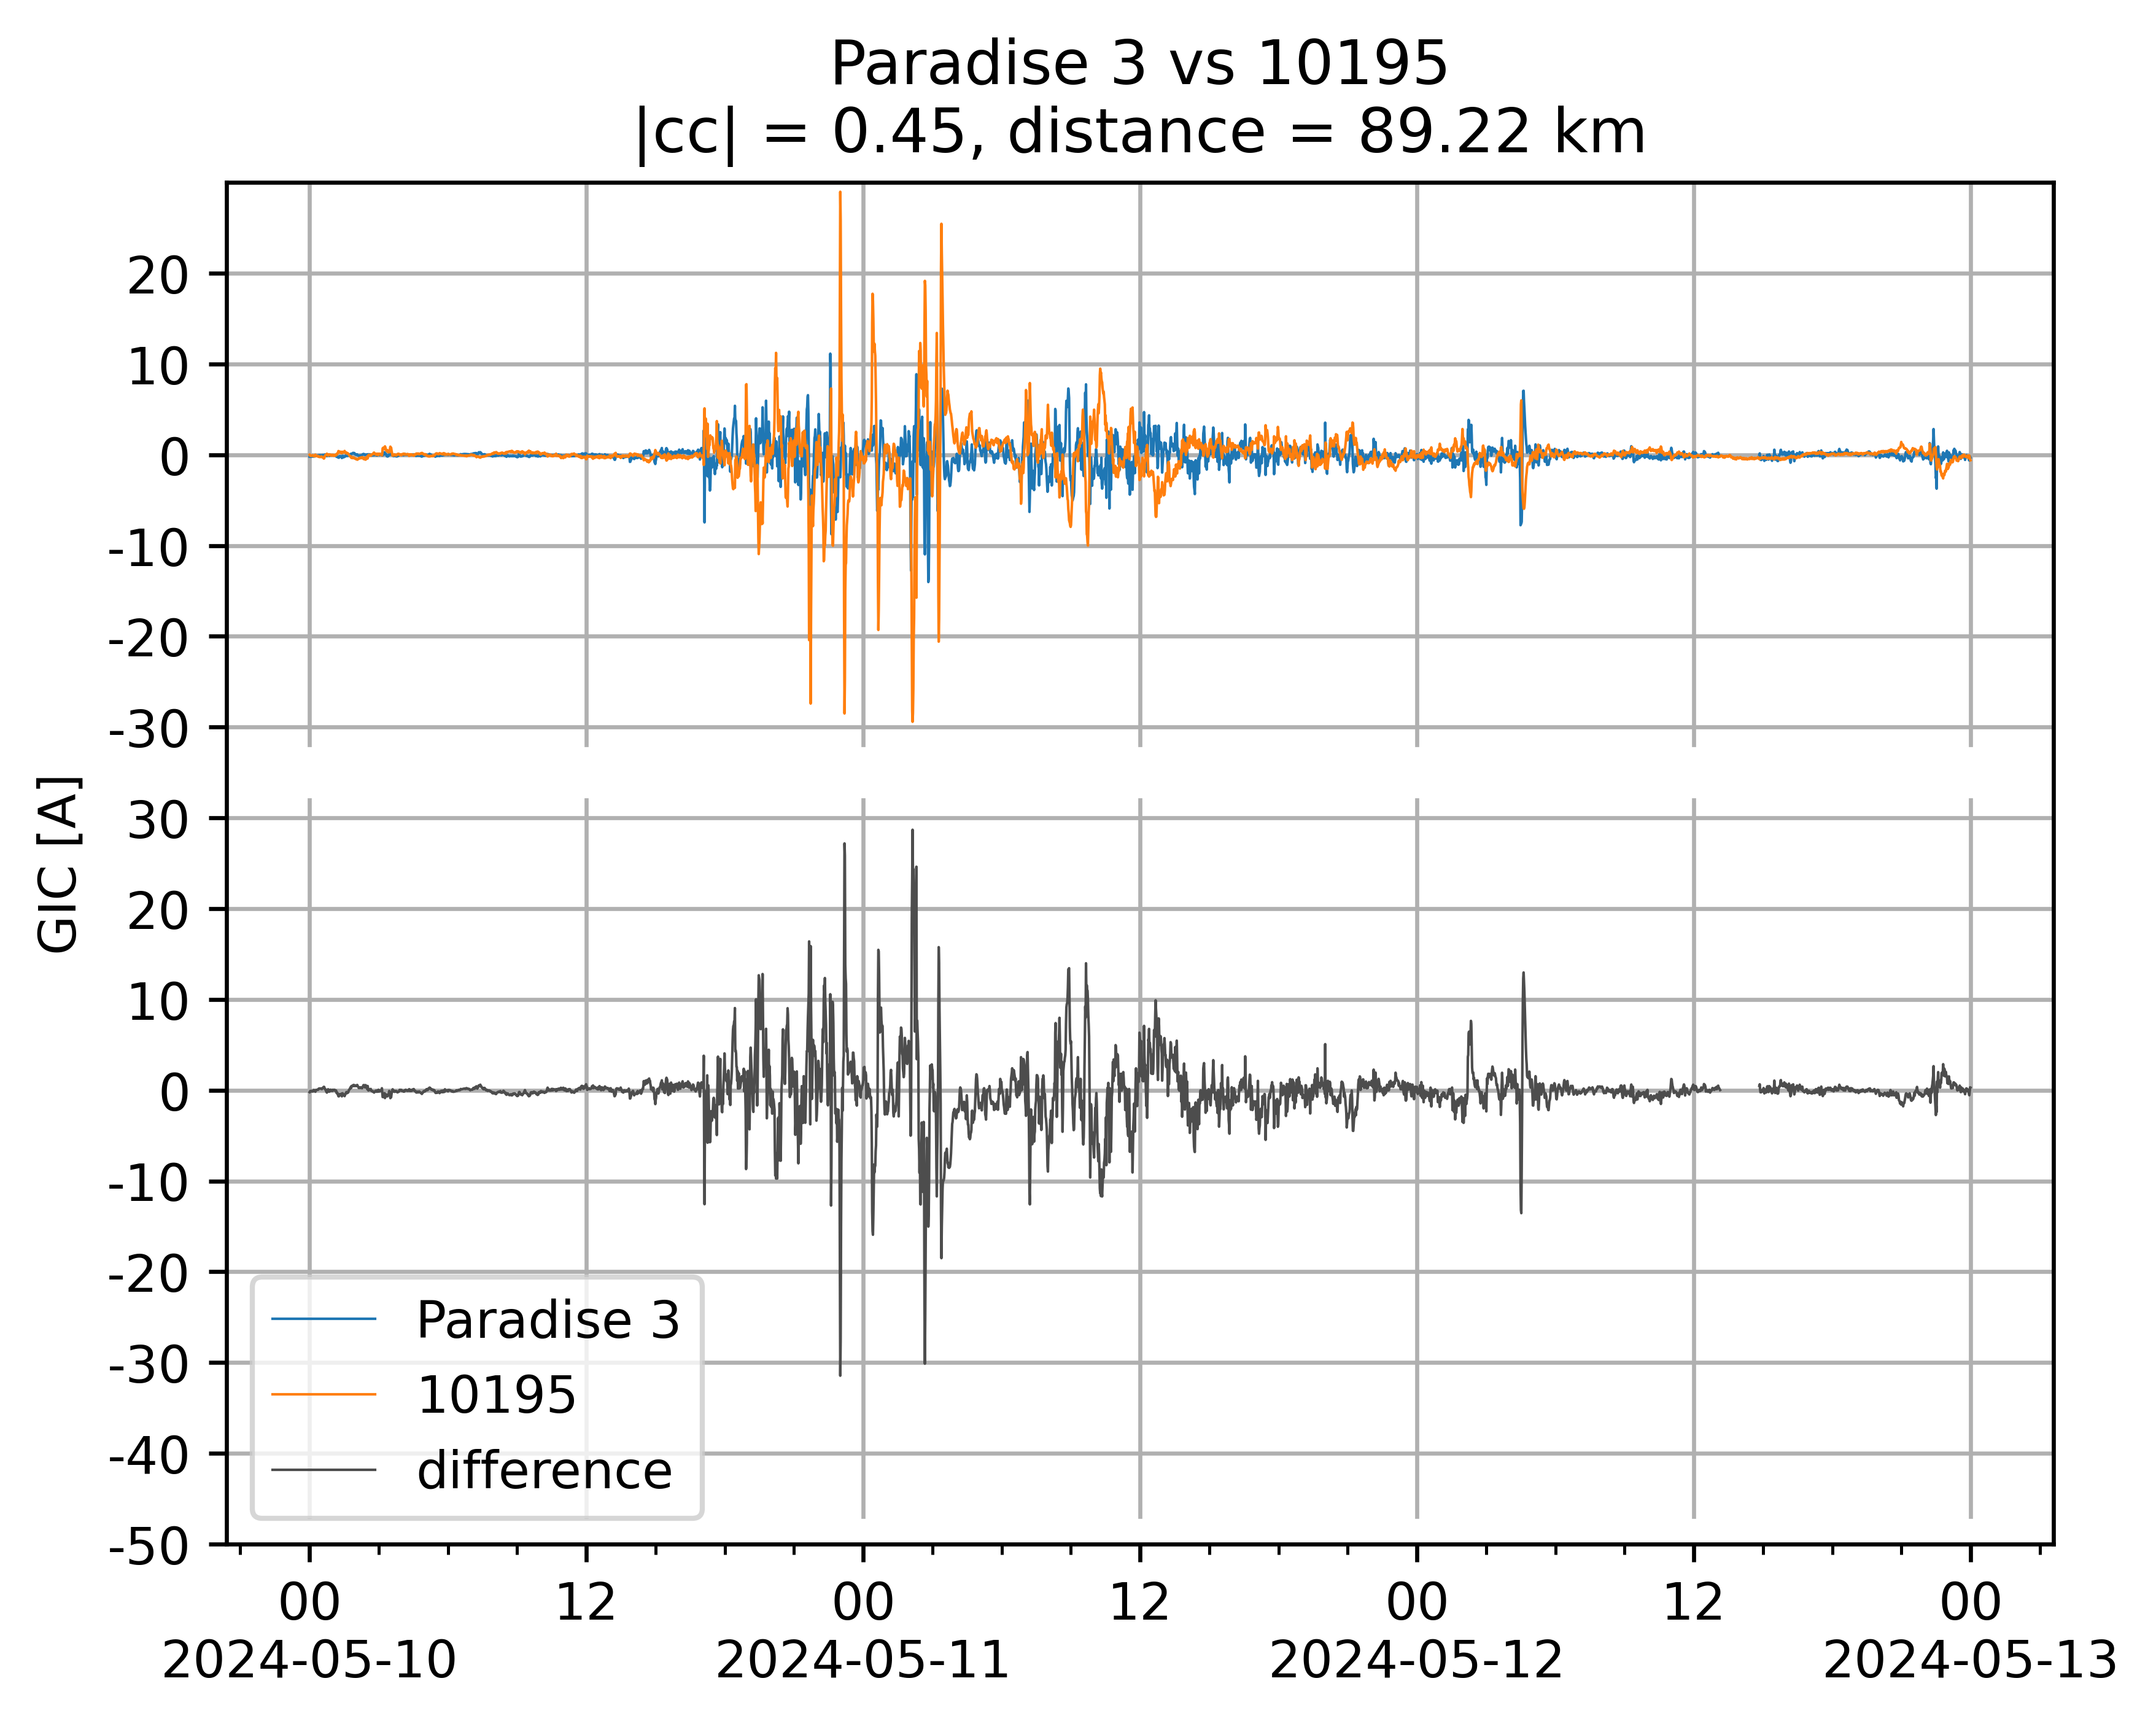 Paradise 3 vs 10195
|cc| = 0.45, distance = 89.22 km
GIC [A]
20
10
0
-10
-20
-30
30
20
10
0
-10
-20
-30
-40
-50
Paradise 3
10195
difference
00 12 00 12 00 12 00
2024-05-10 2024-05-11 2024-05-12 2024-05-13